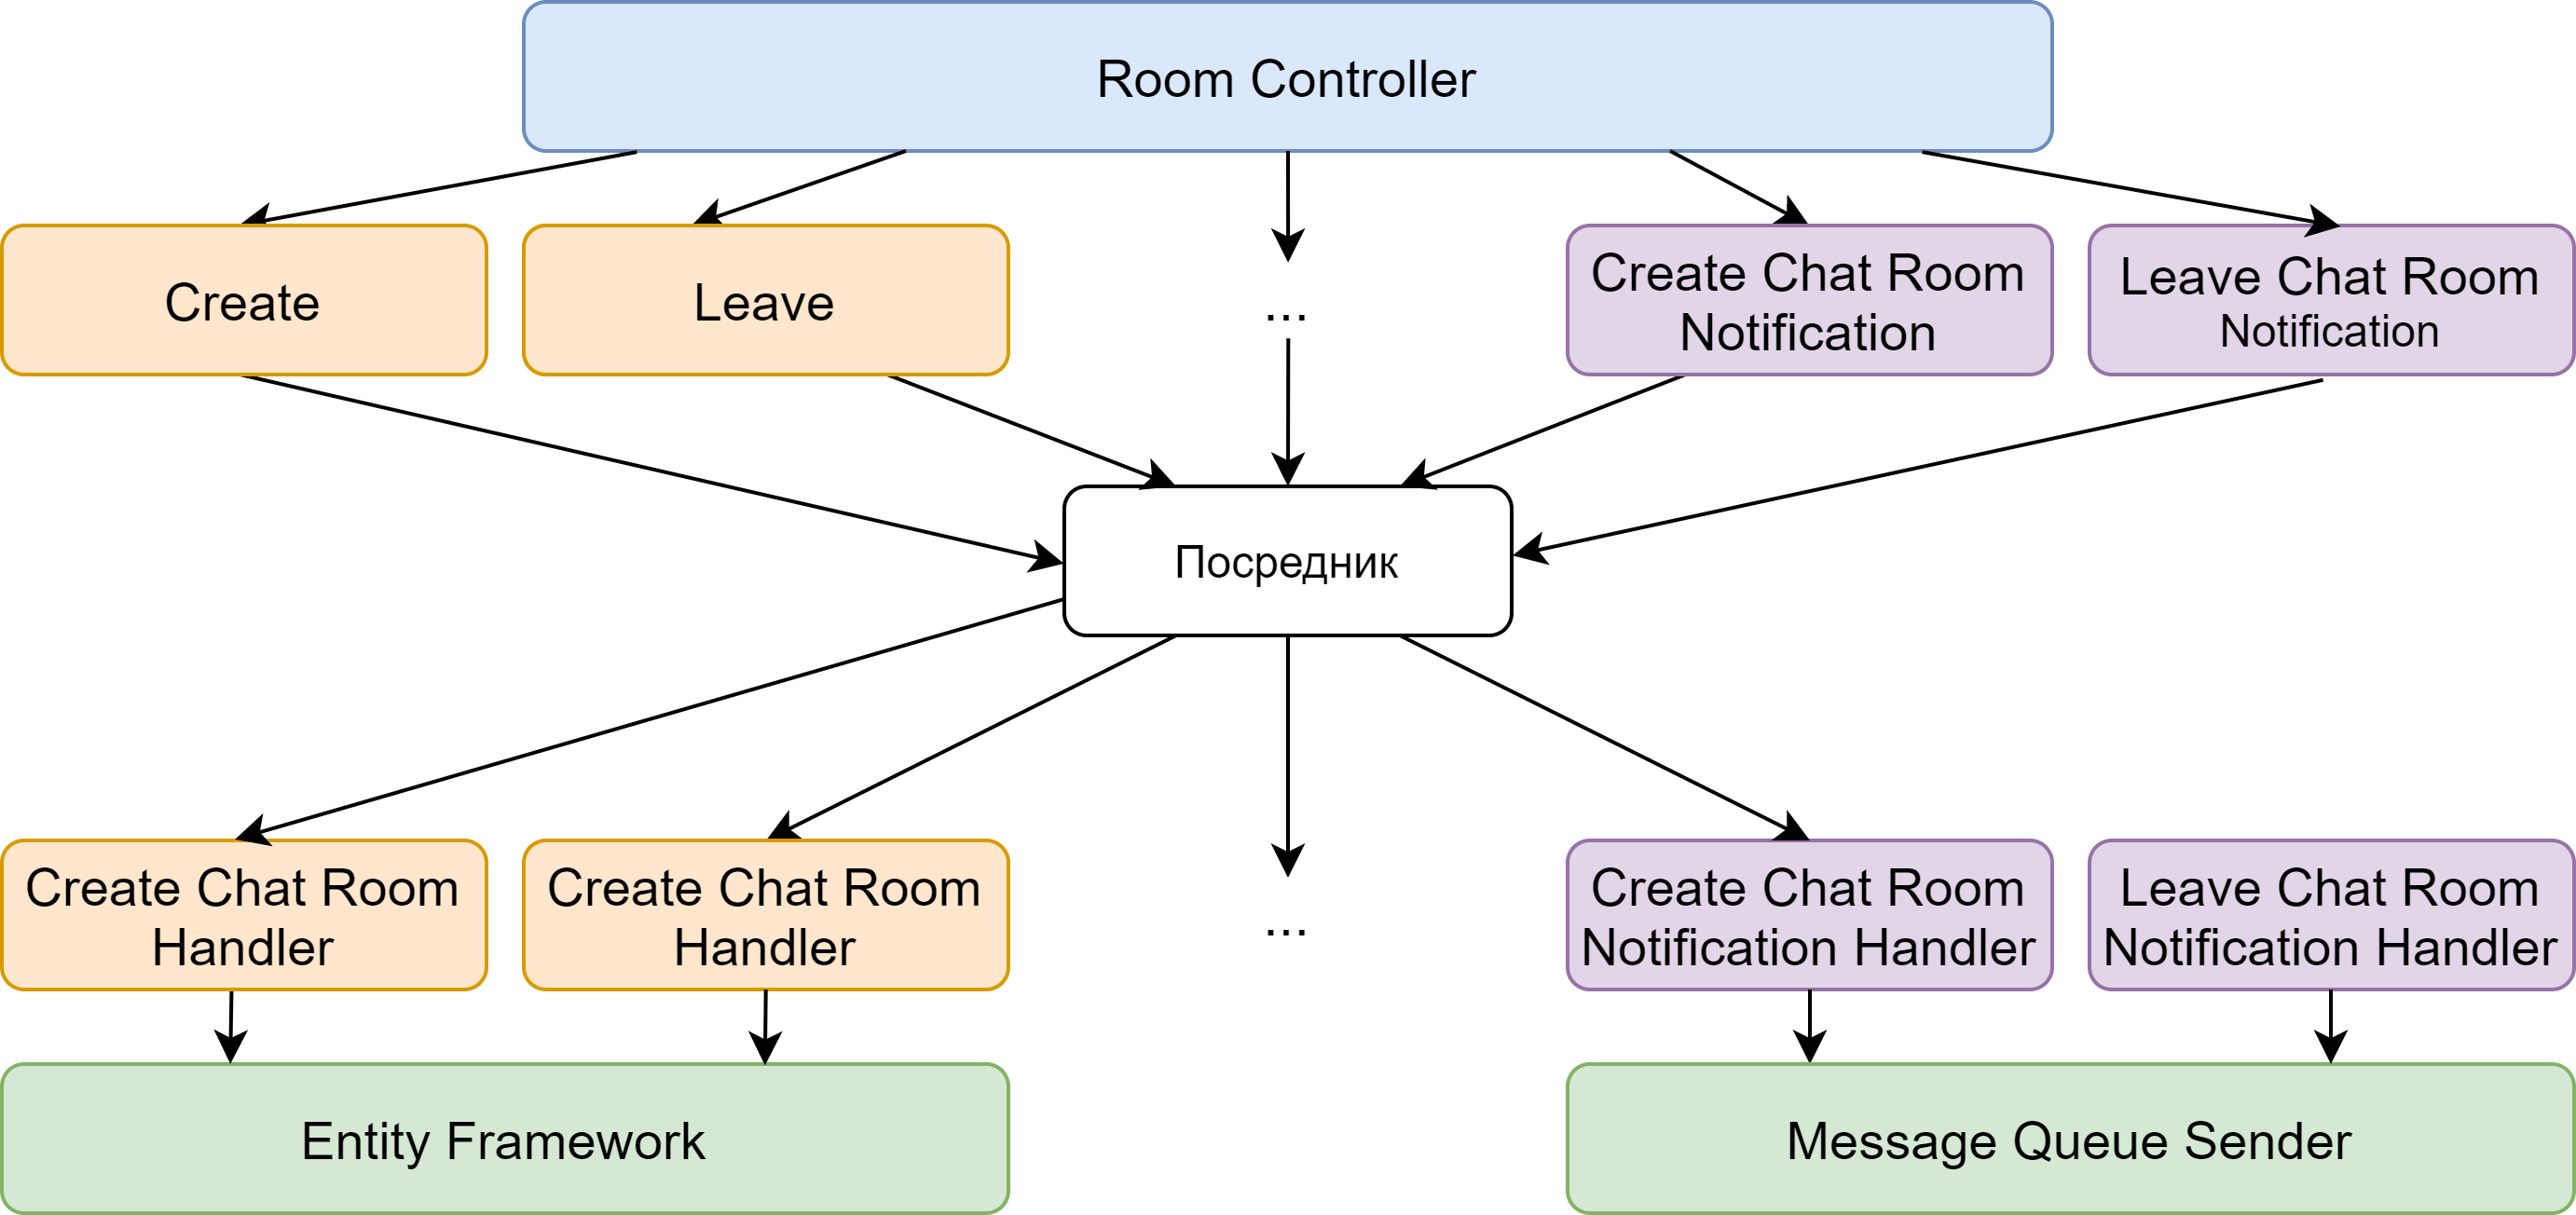 Room Controller
Create
Leave
...
Create Chat Room
Notification
Leave Chat Room
Notification
Посредник
Create Chat Room
Handler
Create Chat Room
Handler
...
Create Chat Room
Notification Handler
Leave Chat Room
Notification Handler
Entity Framework
Message Queue Sender